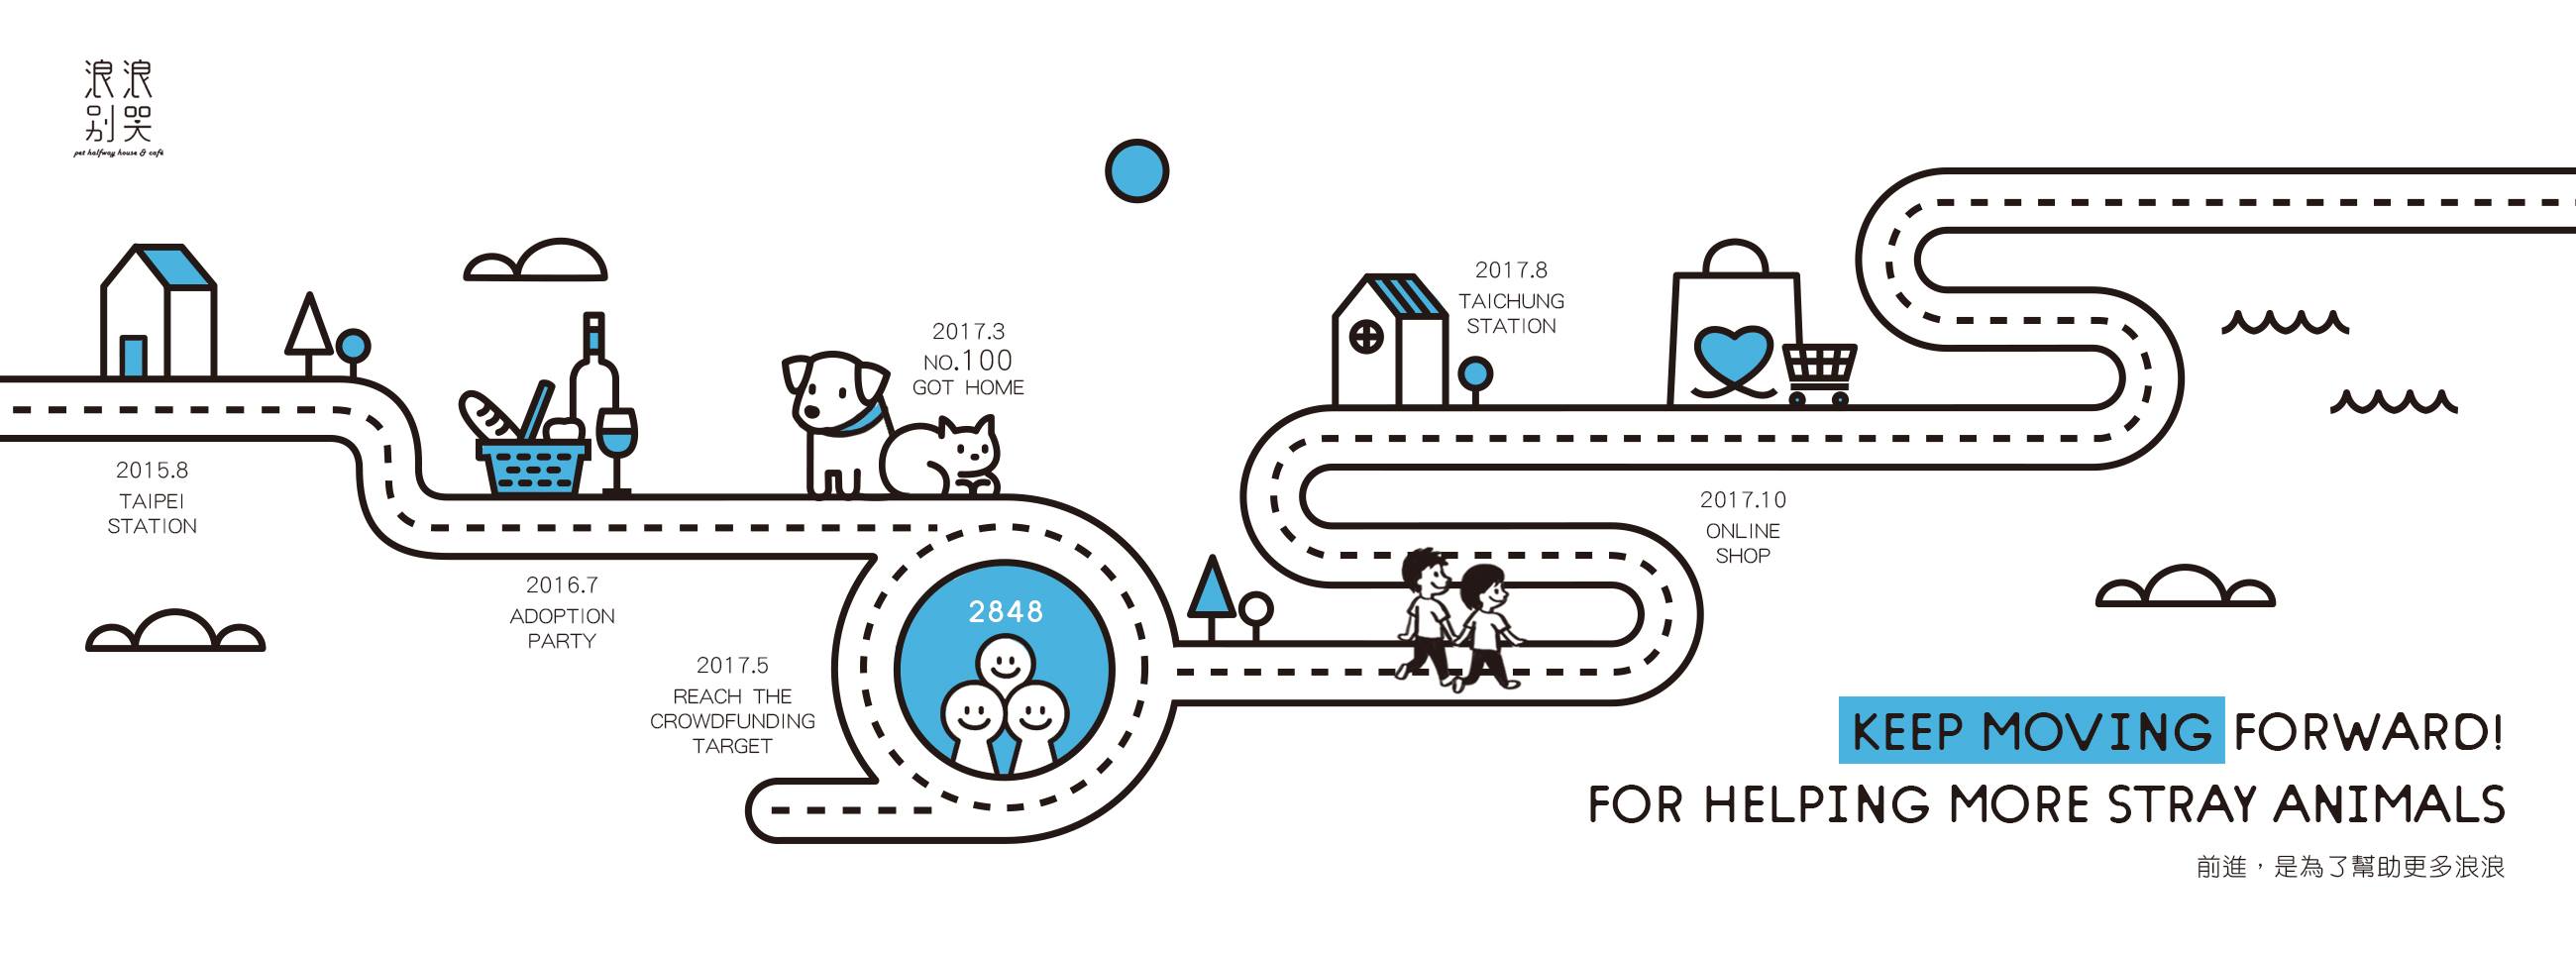 浪浪
別哭
pet halfway house & café
2015.8
TAIPEI
STATION
2016.7
ADOPTION
PARTY
2017.3
NO.100
GOT HOME
2017.5
REACH THE
CROWDFUNDING
TARGET
2848
2017.8
TAICHUNG
STATION
2017.10
ONLINE
SHOP
KEEP MOVING FORWARD!
FOR HELPING MORE STRAY ANIMALS
前進，是為了幫助更多浪浪